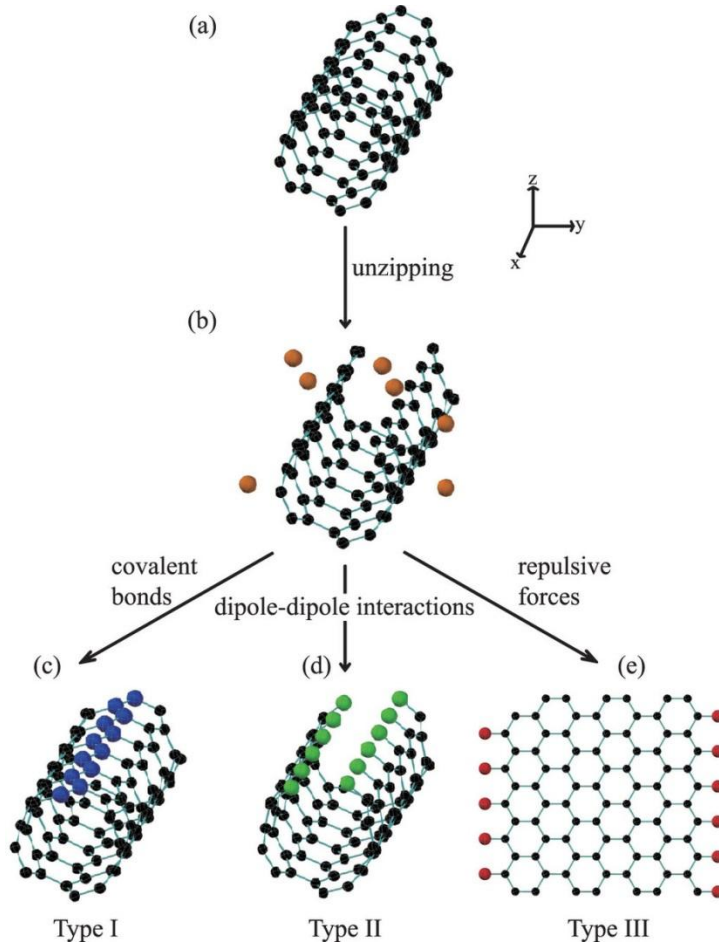 (a)
z
y
x
unzipping
(b)
covalent
bonds
repulsive
forces
dipole-dipole interactions
(c)
(d)
(e)
Type I
Type II
Type III